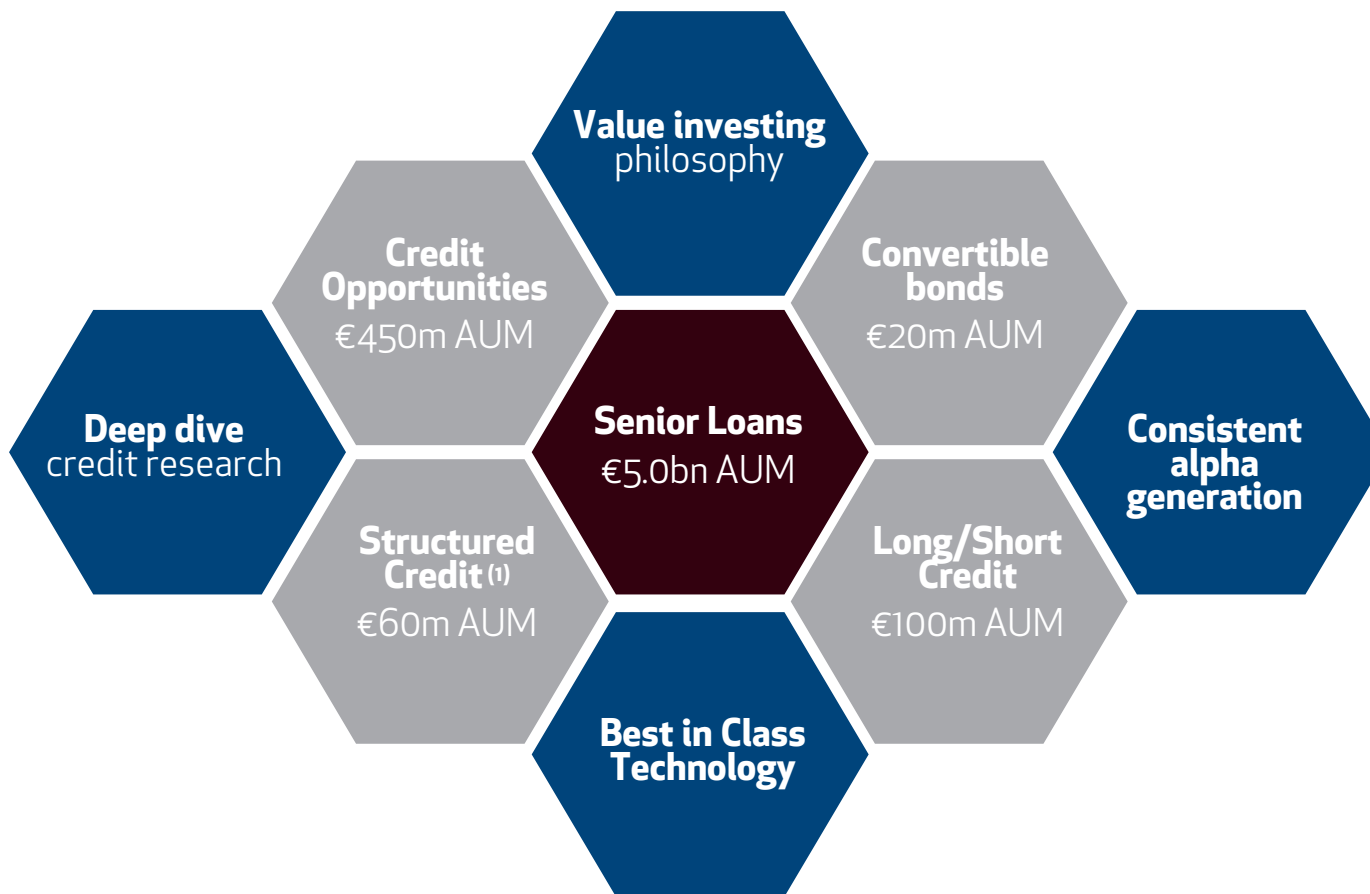 Value investing
philosophy
Credit
Opportunities
€450m AUM
Convertible
bonds
€20m AUM
Deep dive
credit research
Senior Loans
€5.0bn AUM
Consistent
alpha
generation
Structured
Credit (1)
€60m AUM
Long/Short
Credit
€100m AUM
Best in Class
Technology